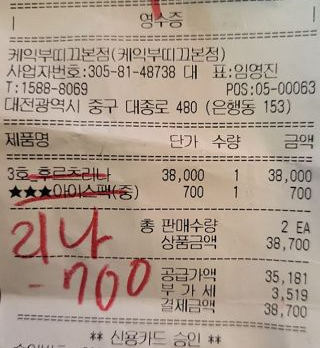 영수증
케익부띠끄본점(케익부띠끄본점)
사업자번호:305-81-48738 대 표:임영진
T:1588-8069 POS:05-00063
대전광역시 중구 대종로 480 (은행동 153)
제품명 단가 수량 금액
3호 후르츠리나 38,000 1 38,000
★★★아이스팩(중) 700 1 700
총 판매수량 2 EA
상품금액 38,700
리나
-700
공급가액 35,181
부 가 세 3,519
결제금액 38,700
** 신용카드 승인 **